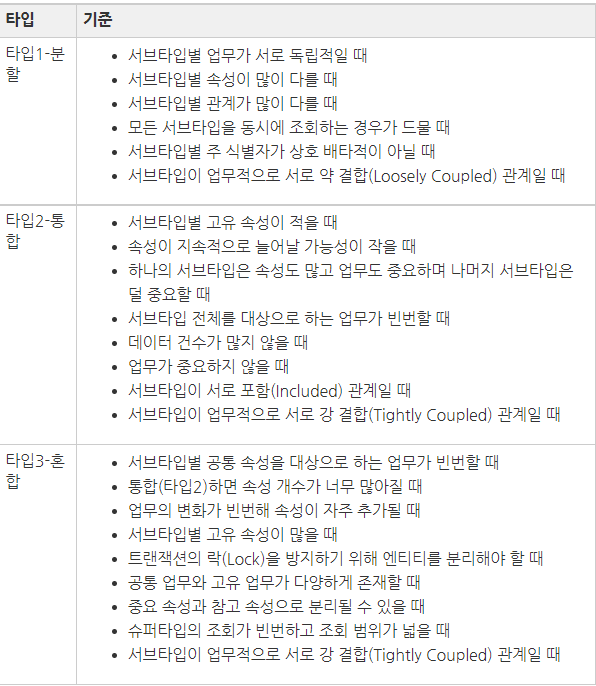 타입 기준
타입1-분
할
• 서브타입별 업무가 서로 독립적일 때
• 서브타입별 속성이 많이 다를 때
• 서브타입별 관계가 많이 다를 때
• 모든 서브타입을 동시에 조회하는 경우가 드물 때
• 서브타입별 주 식별자가 상호 배타적이 아닐 때
• 서브타입이 업무적으로 서로 약 결합(Loosely Coupled) 관계일 때
타입2-통
합
• 서브타입별 고유 속성이 적을 때
• 속성이 지속적으로 늘어날 가능성이 작을 때
• 하나의 서브타입은 속성도 많고 업무도 중요하며 나머지 서브타입은
덜 중요할 때
• 서브타입 전체를 대상으로 하는 업무가 빈번할 때
• 데이터 건수가 많지 않을 때
• 업무가 중요하지 않을 때
• 서브타입이 서로 포함(Included) 관계일 때
• 서브타입이 업무적으로 서로 강 결합(Tightly Coupled) 관계일 때
타입3-혼
합
• 서브타입별 공통 속성을 대상으로 하는 업무가 빈번할 때
• 통합(타입2)하면 속성 개수가 너무 많아질 때
• 업무의 변화가 빈번해 속성이 자주 추가될 때
• 서브타입별 고유 속성이 많을 때
• 트랜잭션의 락(Lock)을 방지하기 위해 엔티티를 분리해야 할 때
• 공통 업무와 고유 업무가 다양하게 존재할 때
• 중요 속성과 참고 속성으로 분리될 수 있을 때
• 슈퍼타입의 조회가 빈번하고 조회 범위가 넓을 때
• 서브타입이 업무적으로 서로 강 결합(Tightly Coupled) 관계일 때